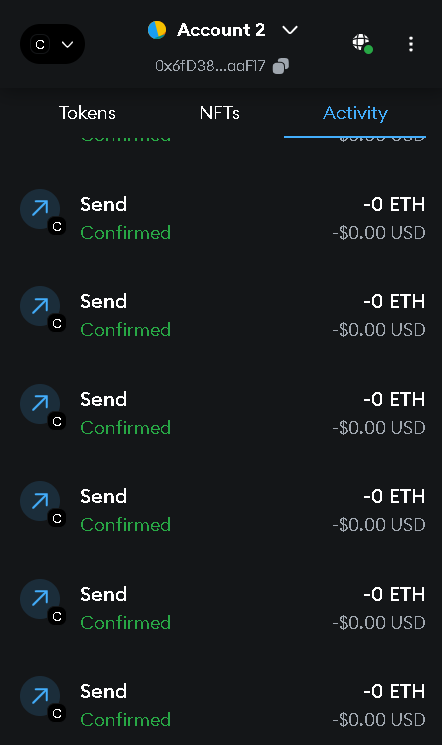 C
Account 2
0x6fD38...aaF17
Tokens NFTs Activity
Confirmed -$0.00 USD
Send -0 ETH
C
Confirmed -$0.00 USD
Send -0 ETH
C
Confirmed -$0.00 USD
Send -0 ETH
C
Confirmed -$0.00 USD
Send -0 ETH
C
Confirmed -$0.00 USD
Send -0 ETH
C
Confirmed -$0.00 USD
Send -0 ETH
C
Confirmed -$0.00 USD